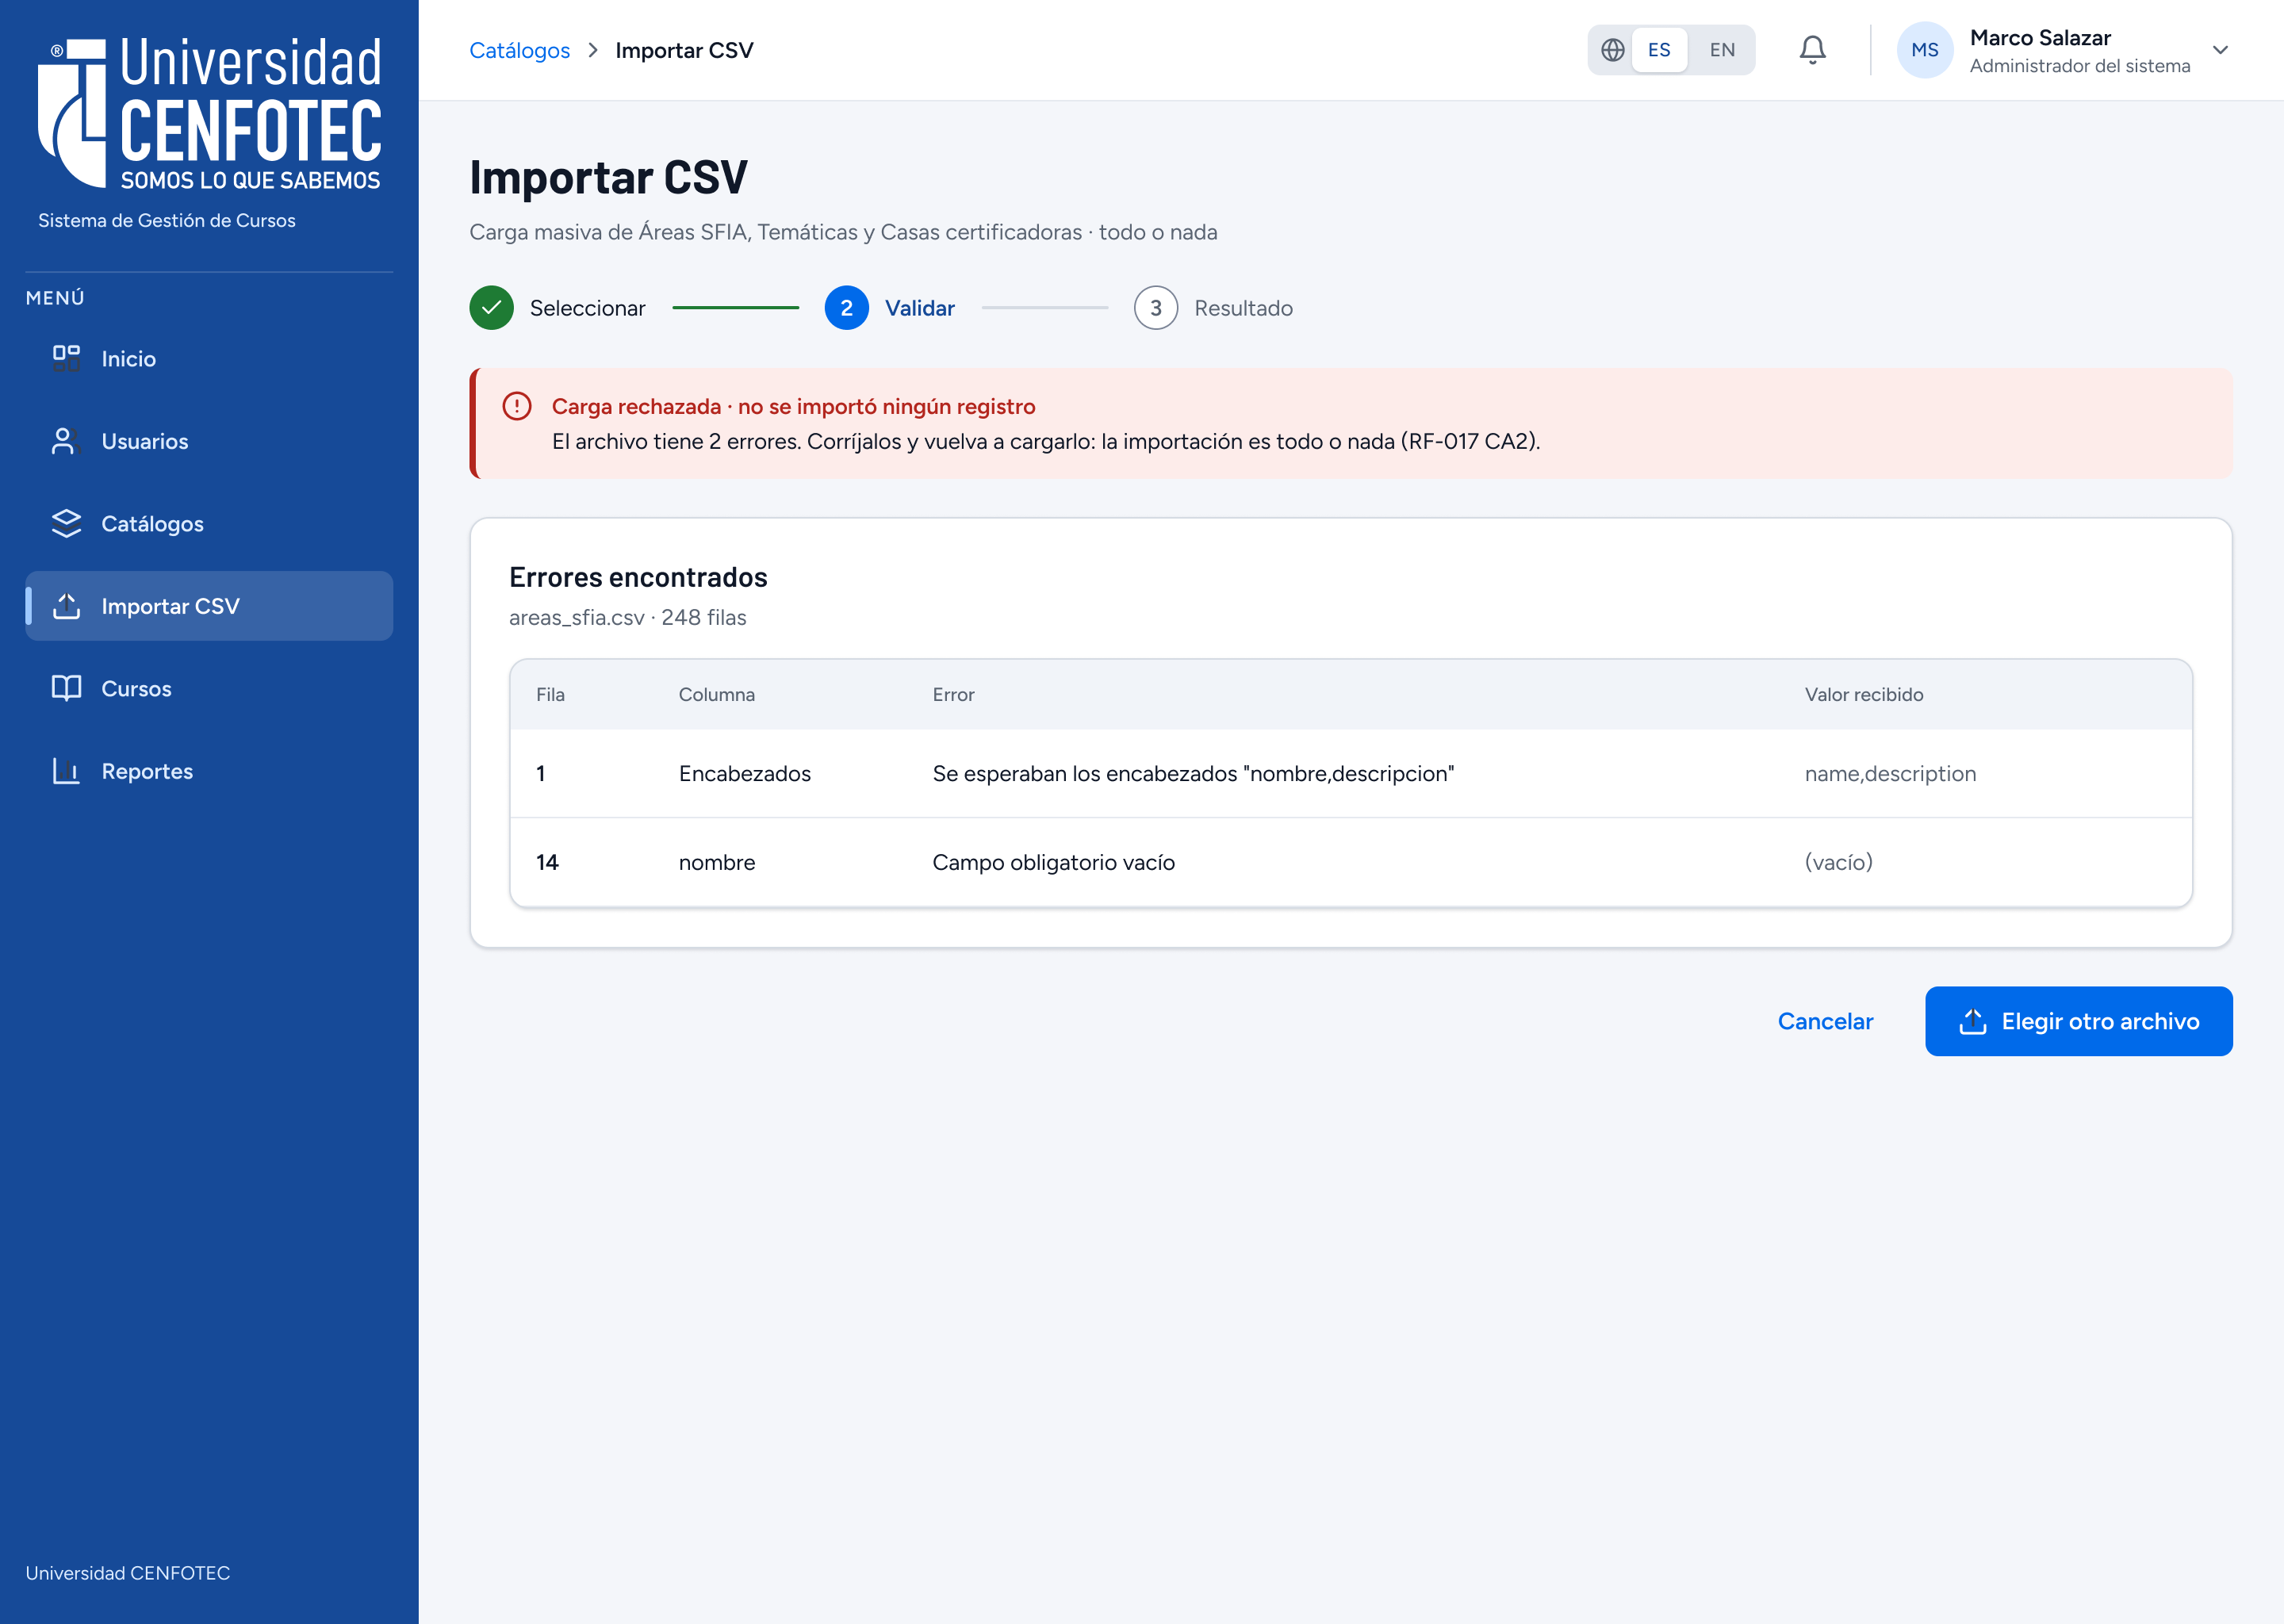 ® Universidad
CENFOTEC
SOMOS LO QUE SABEMOS
Sistema de Gestión de Cursos
MENÚ
Inicio
Usuarios
Catálogos
Importar CSV
Cursos
Reportes
Universidad CENFOTEC
Catálogos > Importar CSV
ES EN
MS
Marco Salazar
Administrador del sistema
Importar CSV
Carga masiva de Áreas SFIA, Temáticas y Casas certificadoras · todo o nada
Seleccionar 2 Validar 3 Resultado
Carga rechazada · no se importó ningún registro
El archivo tiene 2 errores. Corríjalos y vuelva a cargarlo: la importación es todo o nada (RF-017 CA2).
Errores encontrados
areas_sfia.csv · 248 filas
Fila Columna Error Valor recibido
1 Encabezados Se esperaban los encabezados "nombre,descripcion" name,description
14 nombre Campo obligatorio vacío (vacío)
Cancelar Elegir otro archivo